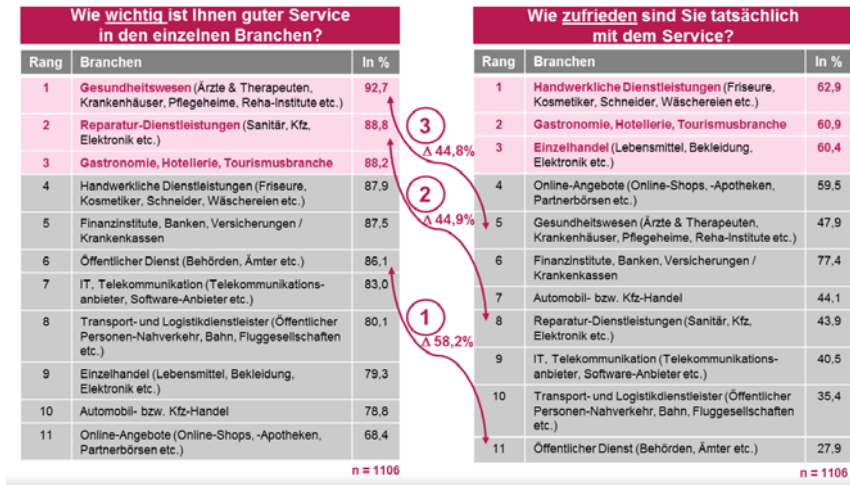 Wie wichtig ist Ihnen guter Service
in den einzelnen Branchen?
Rang Branchen In %
1 Gesundheitswesen (Ärzte & Therapeuten, 92,7
Krankenhäuser, Pflegeheime, Reha-Institute etc.)
2 Reparatur-Dienstleistungen (Sanitär, Kfz, 88,8
Elektronik etc.)
3 Gastronomie, Hotellerie, Tourismusbranche 88,2
4 Handwerkliche Dienstleistungen (Friseure, 87,9
Kosmetiker, Schneider, Wäschereien etc.)
5 Finanzinstitute, Banken, Versicherungen / 87,5
Krankenkassen
6 Öffentlicher Dienst (Behörden, Ämter etc.) 86,1
7 IT, Telekommunikation (Telekommunikations- 83,0
anbieter, Software-Anbieter etc.)
8 Transport- und Logistikdienstleister (Öffentlicher 80,1
Personen-Nahverkehr, Bahn, Fluggesellschaften
etc.)
9 Einzelhandel (Lebensmittel, Bekleidung, 79,3
Elektronik etc.)
10 Automobil- bzw. Kfz-Handel 78,8
11 Online-Angebote (Online-Shops, -Apotheken, 68,4
Partnerbörsen etc.)
n = 1106
3
Δ 44,8%
2
Δ 44,9%
1
Δ 58,2%
Wie zufrieden sind Sie tatsächlich
mit dem Service?
Rang Branchen In %
1 Handwerkliche Dienstleistungen (Friseure, 62,9
Kosmetiker, Schneider, Wäschereien etc.)
2 Gastronomie, Hotellerie, Tourismusbranche 60,9
3 Einzelhandel (Lebensmittel, Bekleidung, 60,4
Elektronik etc.)
4 Online-Angebote (Online-Shops, -Apotheken, 59,5
Partnerbörsen etc.)
5 Gesundheitswesen (Ärzte & Therapeuten, 47,9
Krankenhäuser, Pflegeheime, Reha-Institute etc.)
6 Finanzinstitute, Banken, Versicherungen / 77,4
Krankenkassen
7 Automobil- bzw. Kfz-Handel 44,1
8 Reparatur-Dienstleistungen (Sanitär, Kfz, 43,9
Elektronik etc.)
9 IT, Telekommunikation (Telekommunikations- 40,5
anbieter, Software-Anbieter etc.)
10 Transport- und Logistikdienstleister (Öffentlicher 35,4
Personen-Nahverkehr, Bahn, Fluggesellschaften
etc.)
11 Öffentlicher Dienst (Behörden, Ämter etc.) 27,9
n = 1106